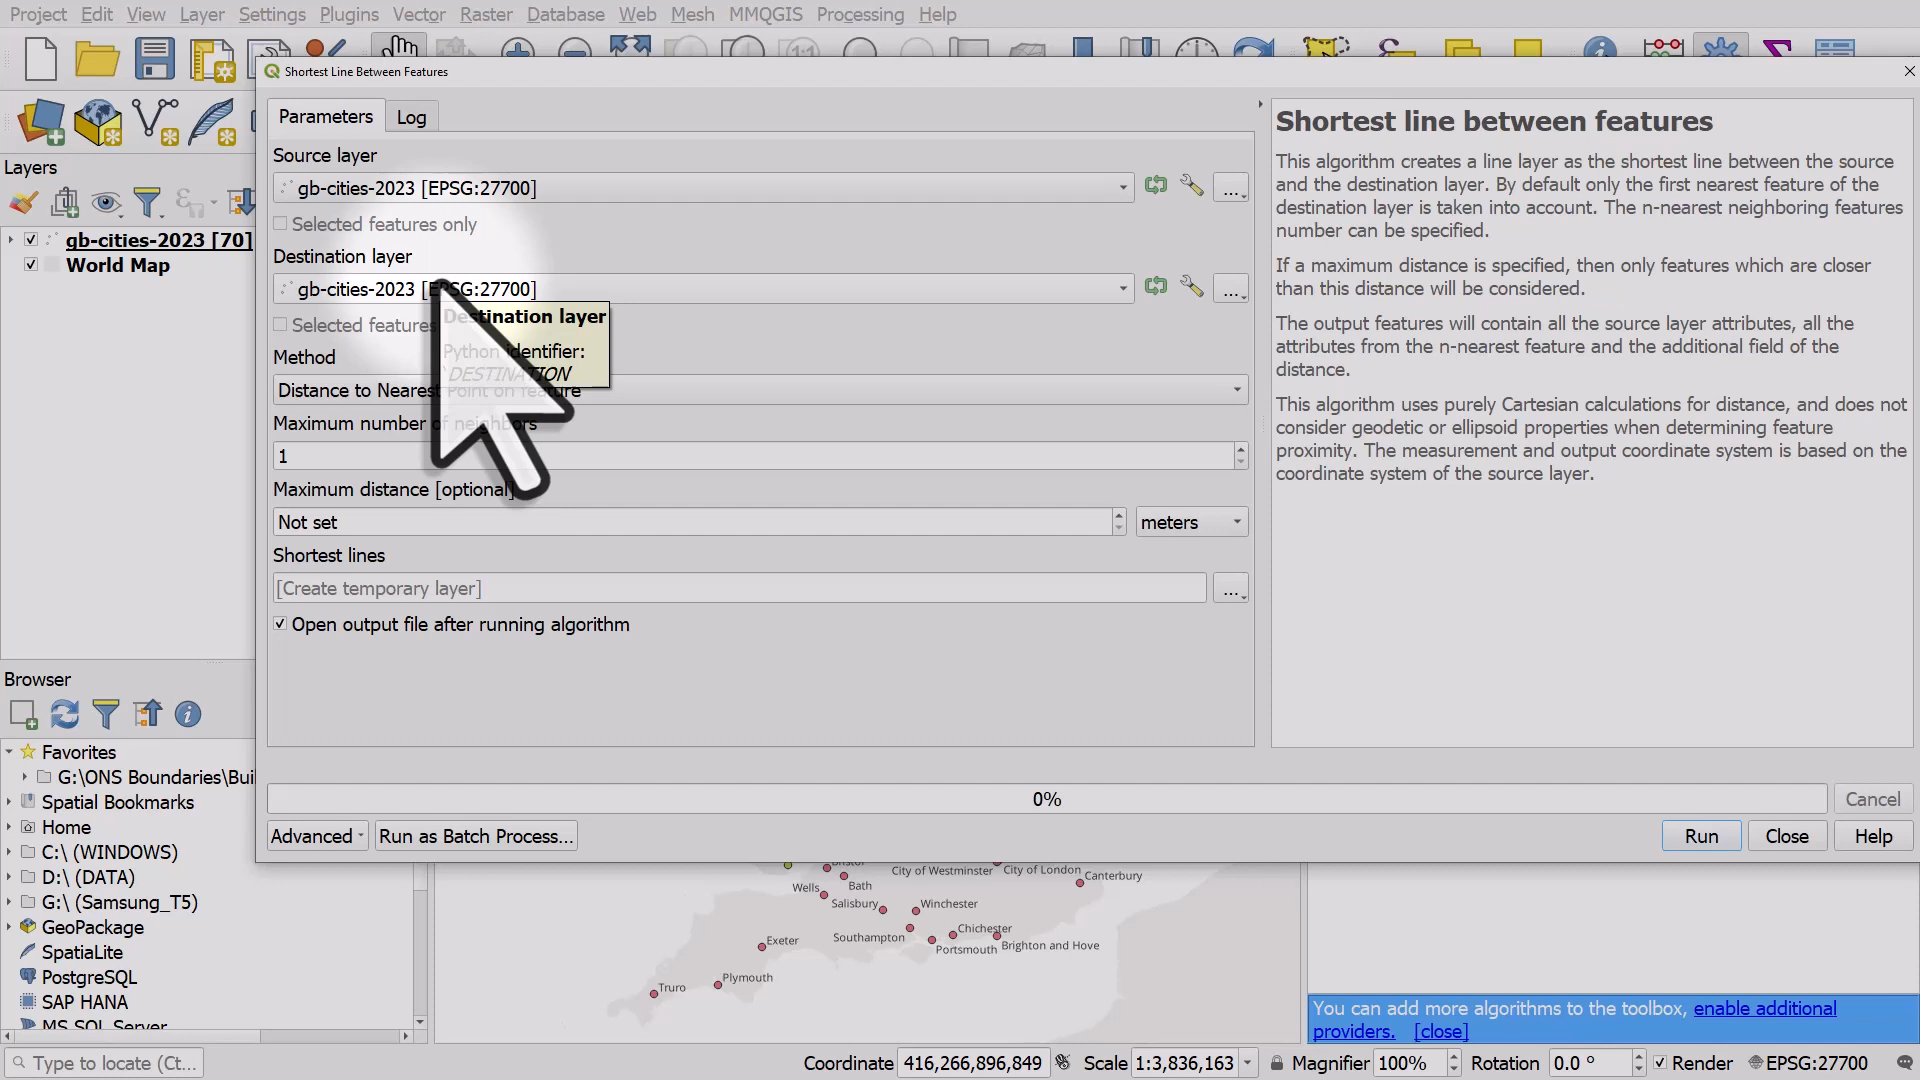 Project Edit View Layer Settings Plugins Vector Raster Database Web Mesh MMQGIS Processing Help
Shortest Line Between Features
Parameters Log
Source layer
gb-cities-2023 [EPSG:27700]
...
Selected features only
Destination layer
gb-cities-2023 [EPSG:27700]
...
Selected features
Destination layer
Python identifier:
'DESTINATION'
Method
Distance to Nearest Point on feature
Maximum number of neighbors
1
Maximum distance [optional]
Not set
meters
Shortest lines
[Create temporary layer]
...
Open output file after running algorithm
0%
Cancel
Advanced
Run as Batch Process...
Run
Close
Help
Shortest line between features
This algorithm creates a line layer as the shortest line between the source
and the destination layer. By default only the first nearest feature of the
destination layer is taken into account. The n-nearest neighboring features
number can be specified.
If a maximum distance is specified, then only features which are closer
than this distance will be considered.
The output features will contain all the source layer attributes, all the
attributes from the n-nearest feature and the additional field of the
distance.
This algorithm uses purely Cartesian calculations for distance, and does not
consider geodetic or ellipsoid properties when determining feature
proximity. The measurement and output coordinate system is based on the
coordinate system of the source layer.
Layers
gb-cities-2023 [70]
World Map
Browser
Favorites
G:\ONS Boundaries\Bui
Spatial Bookmarks
Home
C:\ (WINDOWS)
D:\ (DATA)
G:\ (Samsung_T5)
GeoPackage
SpatiaLite
PostgreSQL
SAP HANA
MS SQL Server
Bristol
City of Westminster
City of London
Canterbury
Wells
Bath
Salisbury
Winchester
Southampton
Chichester
Portsmouth
Brighton and Hove
Exeter
Plymouth
Truro
You can add more algorithms to the toolbox, enable additional
providers. [close]
Type to locate (Ct...
Coordinate 416,266,896,849 Scale 1:3,836,163 Magnifier 100% Rotation 0.0 ° Render EPSG:27700